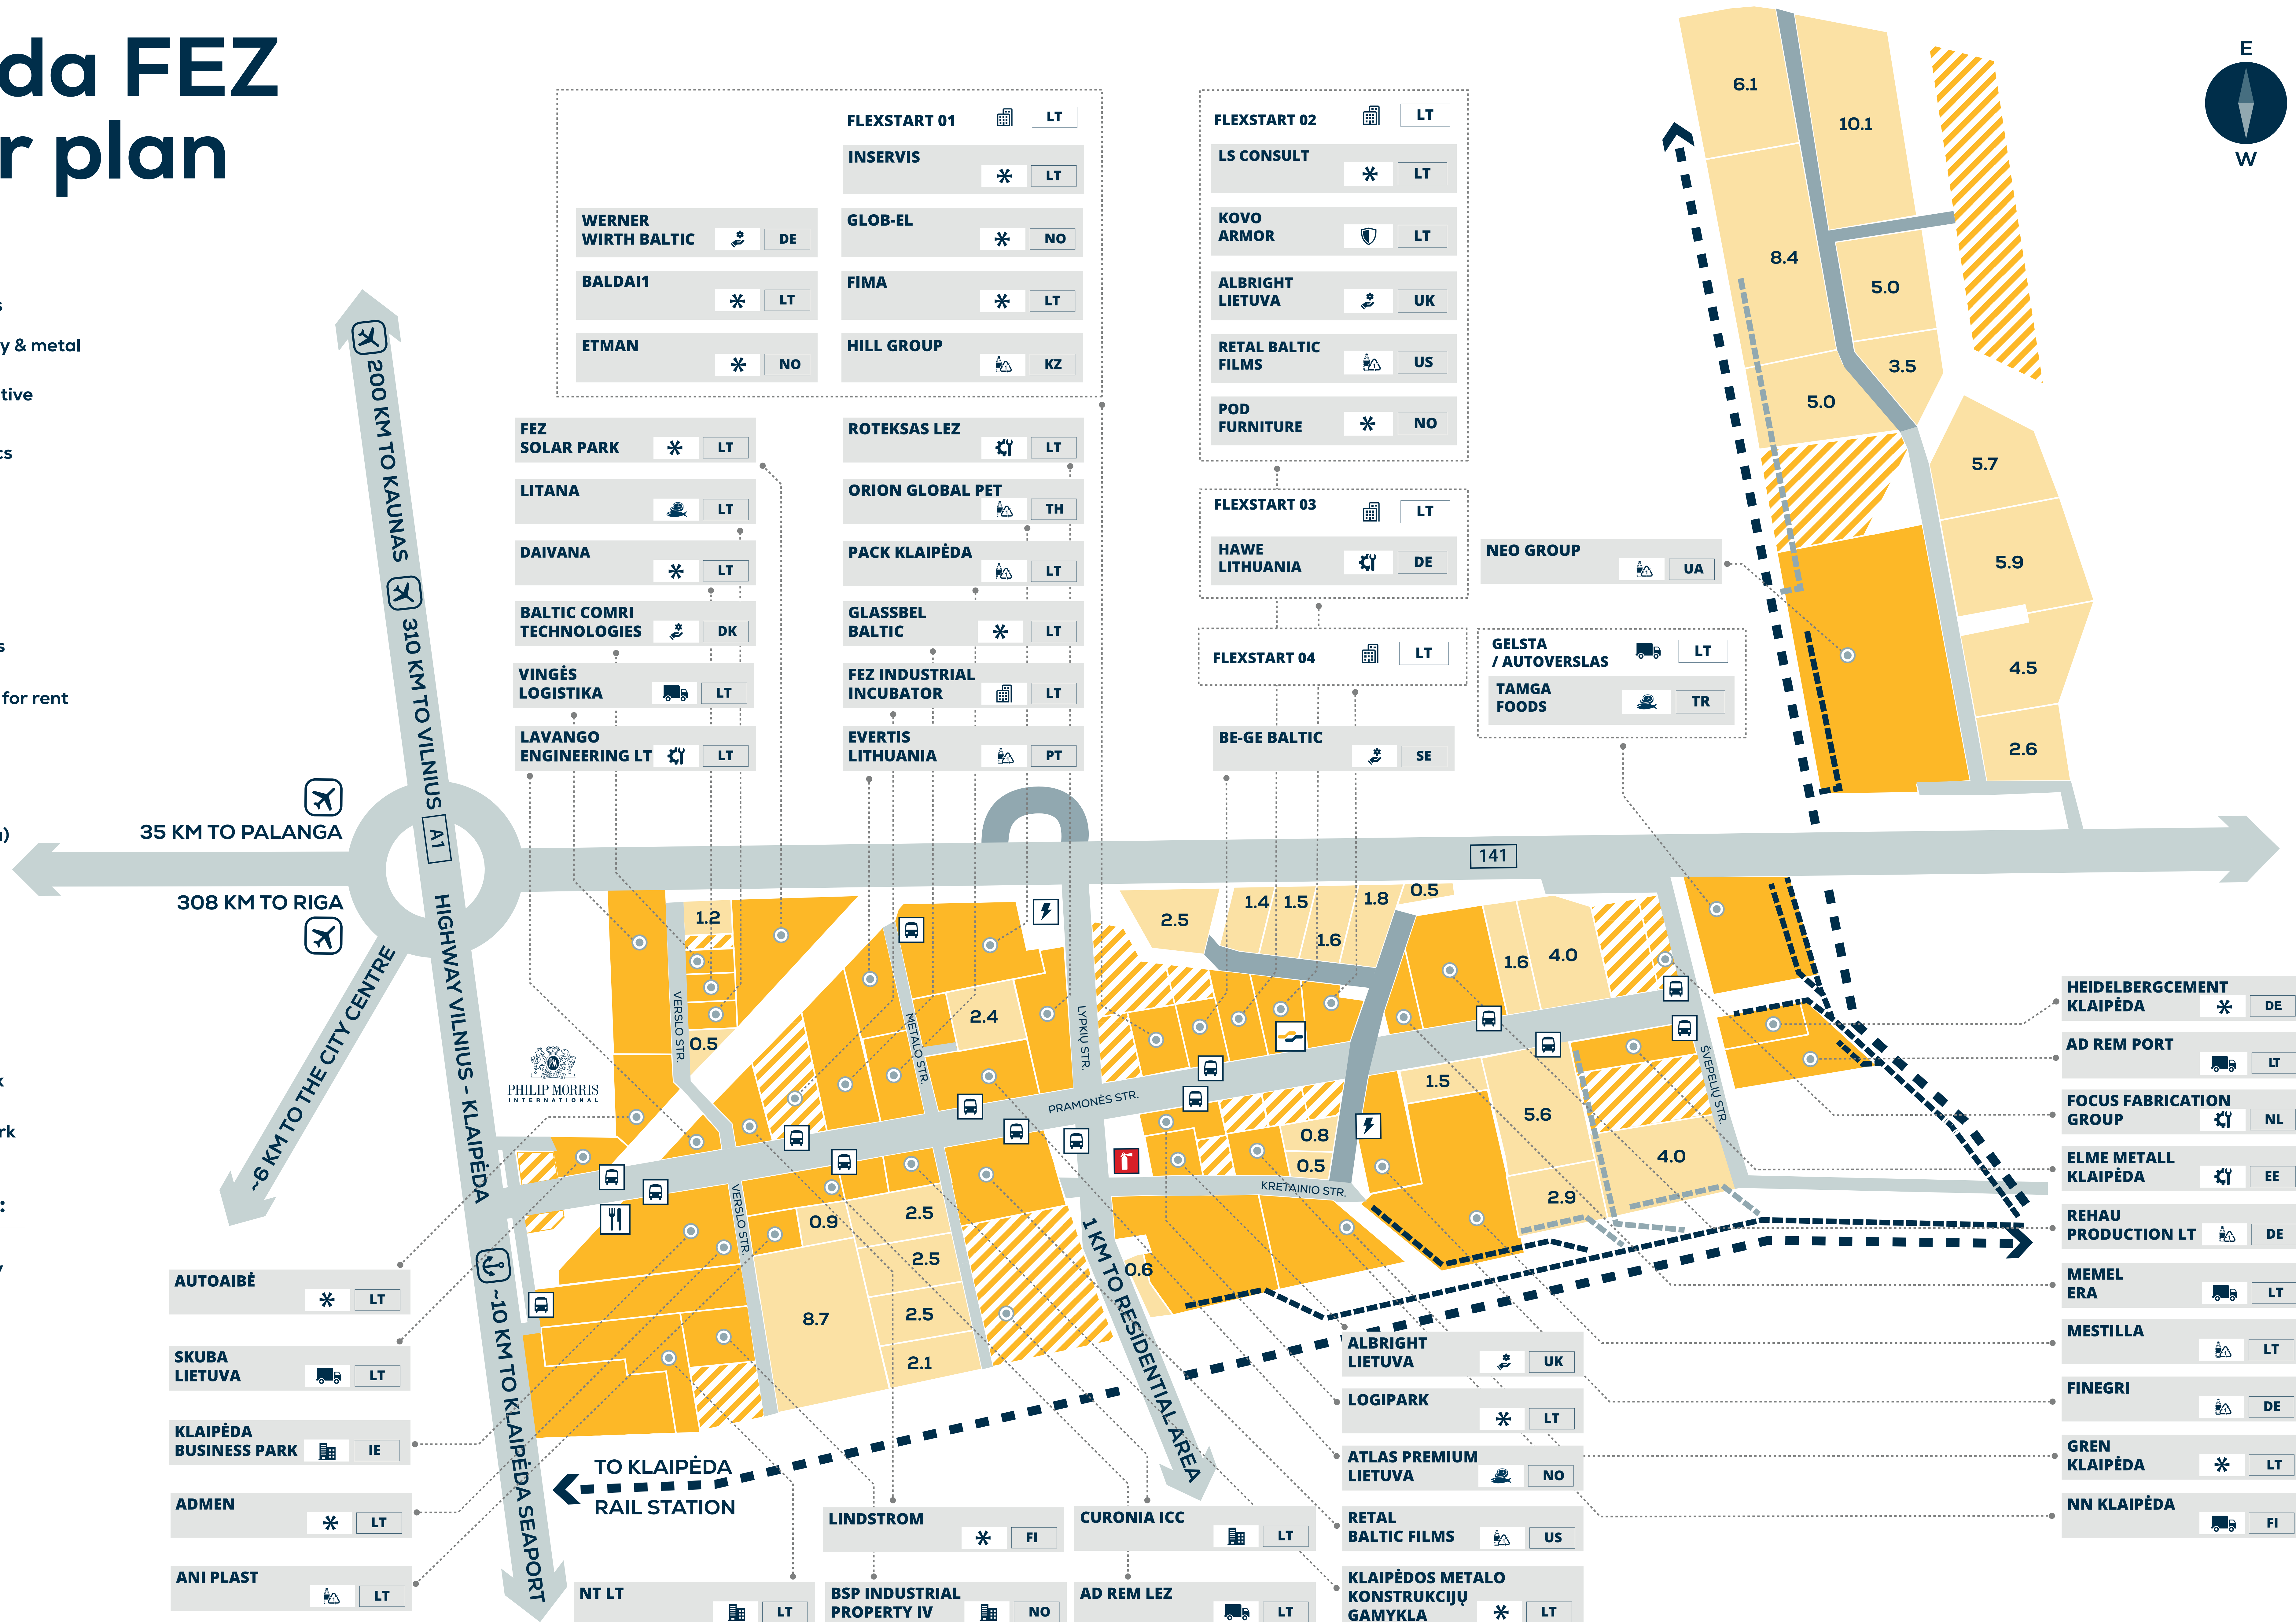 da FEZ
r plan
s
y & metal
tive
cs
s
for rent
)
k
rk
:
y
E
W
FLEXSTART 01 LT
INSERVIS
LT
WERNER
WIRTH BALTIC DE
GLOB-EL
NO
BALDAI1
LT
FIMA
LT
ETMAN
NO
HILL GROUP
KZ
FLEXSTART 02 LT
LS CONSULT
LT
KOVO
ARMOR LT
ALBRIGHT
LIETUVA UK
RETAL BALTIC
FILMS US
POD
FURNITURE NO
FLEXSTART 03 LT
HAWE
LITHUANIA DE
FLEXSTART 04 LT
BE-GE BALTIC
SE
FEZ
SOLAR PARK LT
LITANA
LT
DAIVANA
LT
BALTIC COMRI
TECHNOLOGIES DK
VINGĖS
LOGISTIKA LT
LAVANGO
ENGINEERING LT LT
ROTEKSAS LEZ
LT
ORION GLOBAL PET
TH
PACK KLAIPĖDA
LT
GLASSBEL
BALTIC LT
FEZ INDUSTRIAL
INCUBATOR LT
EVERTIS
LITHUANIA PT
NEO GROUP
UA
GELSTA
/ AUTOVERSLAS LT
TAMGA
FOODS TR
6.1
10.1
8.4
5.0
3.5
5.0
5.7
5.9
4.5
2.6
200 KM TO KAUNAS
310 KM TO VILNIUS
A1
HIGHWAY VILNIUS - KLAIPĖDA
~10 KM TO KLAIPĖDA SEAPORT
35 KM TO PALANGA
308 KM TO RIGA
~6 KM TO THE CITY CENTRE
141
1.2
0.5
2.4
2.5
1.4
1.5
1.6
1.8
0.5
1.6
4.0
VERSLO STR.
METALO STR.
LYPKIŲ STR.
PRAMONĖS STR.
ŠVEPELIŲ STR.
KRETAINIO STR.
VERSLO STR.
PM
PHILIP MORRIS
INTERNATIONAL
1.5
5.6
0.8
0.5
4.0
2.9
0.9
2.5
2.5
8.7
2.5
2.1
0.6
1 KM TO RESIDENTIAL AREA
TO KLAIPĖDA
RAIL STATION
AUTOAIBĖ
LT
SKUBA
LIETUVA LT
KLAIPĖDA
BUSINESS PARK IE
ADMEN
LT
ANI PLAST
LT
NT LT
LT
LINDSTROM
FI
BSP INDUSTRIAL
PROPERTY IV NO
CURONIA ICC
LT
AD REM LEZ
LT
ALBRIGHT
LIETUVA UK
LOGIPARK
LT
ATLAS PREMIUM
LIETUVA NO
RETAL
BALTIC FILMS US
KLAIPĖDOS METALO
KONSTRUKCIJŲ
GAMYKLA LT
HEIDELBERGCEMENT
KLAIPĖDA DE
AD REM PORT
LT
FOCUS FABRICATION
GROUP NL
ELME METALL
KLAIPĖDA EE
REHAU
PRODUCTION LT DE
MEMEL
ERA LT
MESTILLA
LT
FINEGRI
DE
GREN
KLAIPĖDA LT
NN KLAIPĖDA
FI